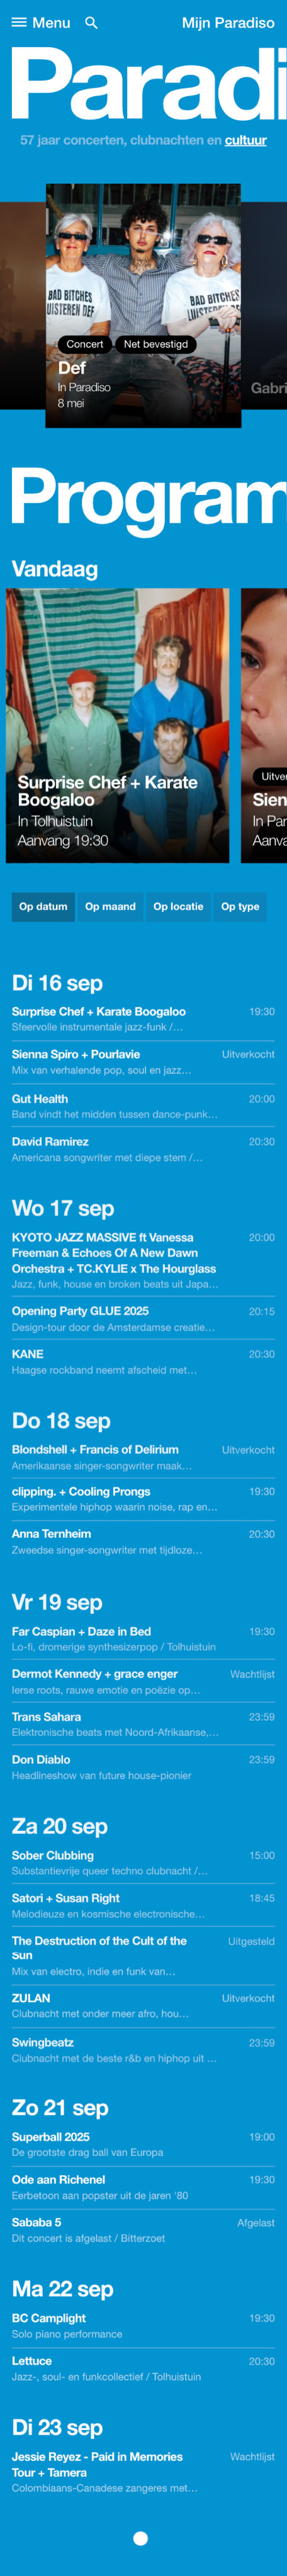 Menu
Mijn Paradiso
Paradi
57 jaar concerten, clubnachten en cultuur
BAD BITCHES
BAD BITCHES
LUISTEREN DEF
Concert
Net bevestigd
Def
In Paradiso
8 mei
Gabri
Program
Vandaag
Surprise Chef + Karate
Boogaloo
In Tolhuistuin
Aanvang 19:30
Uitver
Sien
In Par
Aanva
Op datum
Op maand
Op locatie
Op type
Di 16 sep
Surprise Chef + Karate Boogaloo 19:30
Sfeervolle instrumentale jazz-funk /…
Sienna Spiro + Pourlavie Uitverkocht
Mix van verhalende pop, soul en jazz…
Gut Health 20:00
Band vindt het midden tussen dance-punk…
David Ramirez 20:30
Americana songwriter met diepe stem /…
Wo 17 sep
KYOTO JAZZ MASSIVE ft Vanessa 20:00
Freeman & Echoes Of A New Dawn
Orchestra + TC.KYLIE x The Hourglass
Jazz, funk, house en broken beats uit Japa…
Opening Party GLUE 2025 20:15
Design-tour door de Amsterdamse creatie…
KANE 20:30
Haagse rockband neemt afscheid met…
Do 18 sep
Blondshell + Francis of Delirium Uitverkocht
Amerikaanse singer-songwriter maak…
clipping. + Cooling Prongs 19:30
Experimentele hiphop waarin noise, rap en…
Anna Ternheim 20:30
Zweedse singer-songwriter met tijdloze…
Vr 19 sep
Far Caspian + Daze in Bed 19:30
Lo-fi, dromerige synthesizerpop / Tolhuistuin
Dermot Kennedy + grace enger Wachtlijst
Ierse roots, rauwe emotie en poëzie op…
Trans Sahara 23:59
Elektronische beats met Noord-Afrikaanse,…
Don Diablo 23:59
Headlineshow van future house-pionier
Za 20 sep
Sober Clubbing 15:00
Substantievrije queer techno clubnacht /…
Satori + Susan Right 18:45
Melodieuze en kosmische electronische…
The Destruction of the Cult of the Uitgesteld
Sun
Mix van electro, indie en funk van…
ZULAN Uitverkocht
Clubnacht met onder meer afro, hou…
Swingbeatz 23:59
Clubnacht met de beste r&b en hiphop uit …
Zo 21 sep
Superball 2025 19:00
De grootste drag ball van Europa
Ode aan Richenel 19:30
Eerbetoon aan popster uit de jaren '80
Sababa 5 Afgelast
Dit concert is afgelast / Bitterzoet
Ma 22 sep
BC Camplight 19:30
Solo piano performance
Lettuce 20:30
Jazz-, soul- en funkcollectief / Tolhuistuin
Di 23 sep
Jessie Reyez - Paid in Memories Wachtlijst
Tour + Tamera
Colombiaans-Canadese zangeres met…